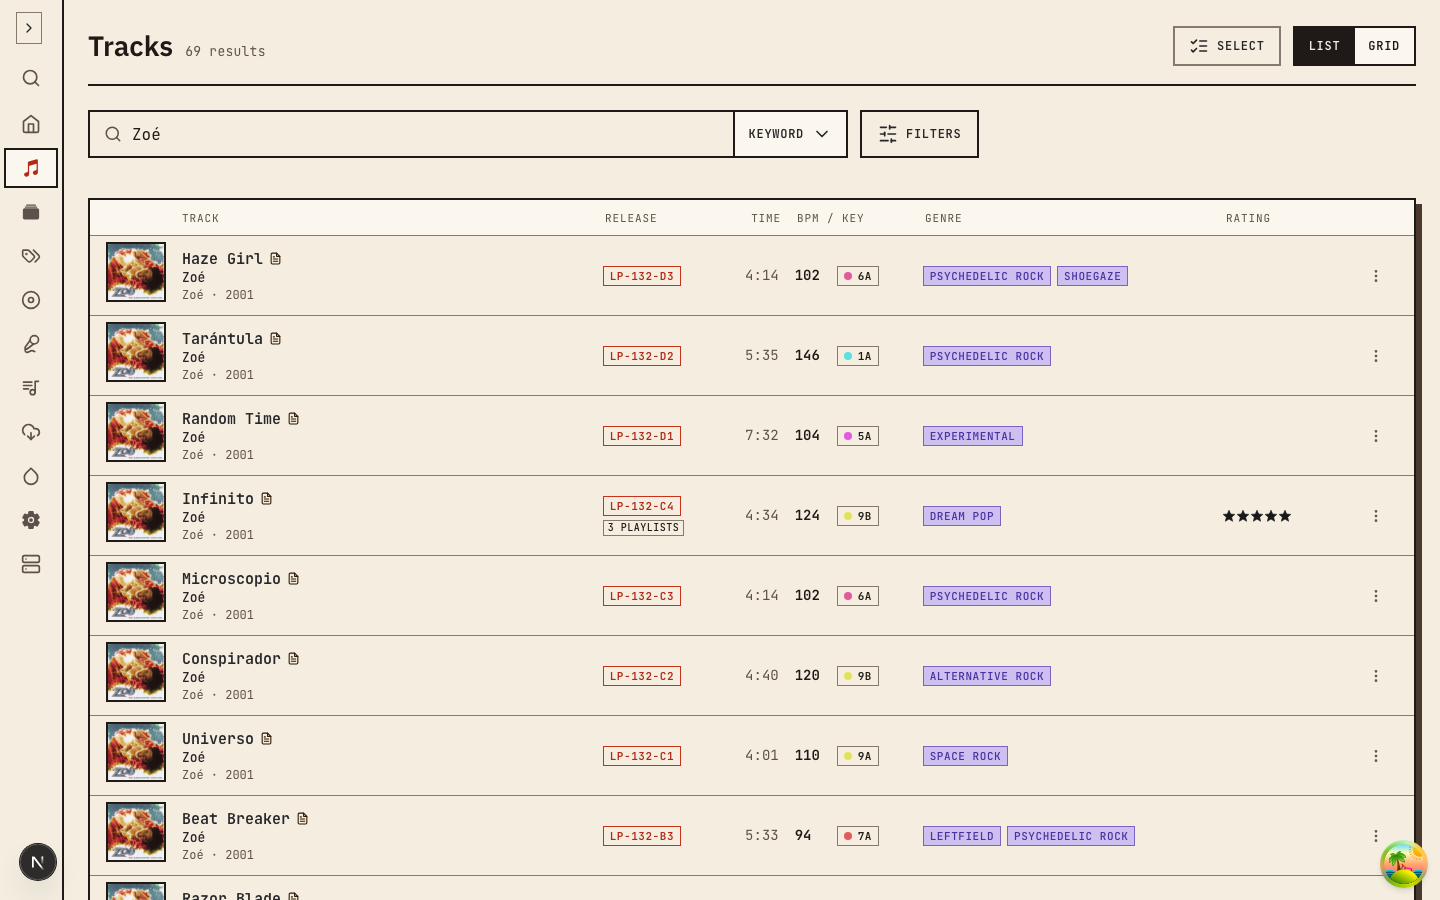 Tracks 69 results
SELECT
LIST GRID
Zoé
KEYWORD
FILTERS
TRACK RELEASE TIME BPM / KEY GENRE RATING
Haze Girl
Zoé
Zoé · 2001
LP-132-D3
4:14 102 6A
PSYCHEDELIC ROCK SHOEGAZE
Tarántula
Zoé
Zoé · 2001
LP-132-D2
5:35 146 1A
PSYCHEDELIC ROCK
Random Time
Zoé
Zoé · 2001
LP-132-D1
7:32 104 5A
EXPERIMENTAL
Infinito
Zoé
Zoé · 2001
LP-132-C4
3 PLAYLISTS
4:34 124 9B
DREAM POP
Microscopio
Zoé
Zoé · 2001
LP-132-C3
4:14 102 6A
PSYCHEDELIC ROCK
Conspirador
Zoé
Zoé · 2001
LP-132-C2
4:40 120 9B
ALTERNATIVE ROCK
Universo
Zoé
Zoé · 2001
LP-132-C1
4:01 110 9A
SPACE ROCK
Beat Breaker
Zoé
Zoé · 2001
LP-132-B3
5:33 94 7A
LEFTFIELD PSYCHEDELIC ROCK
Razor Blade
N